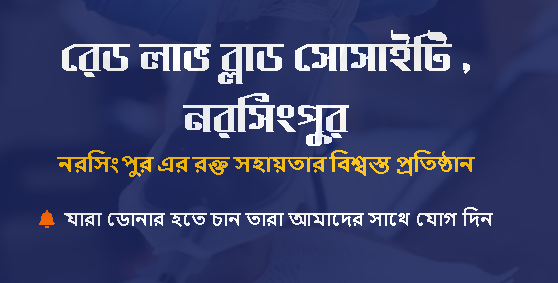 রেড লাভ ব্লাড সোসাইটি ,
নরসিংপুর
নরসিংপুর এর রক্ত সহায়তার বিশ্বস্ত প্রতিষ্ঠান
যারা ডোনার হতে চান তারা আমাদের সাথে যোগ দিন